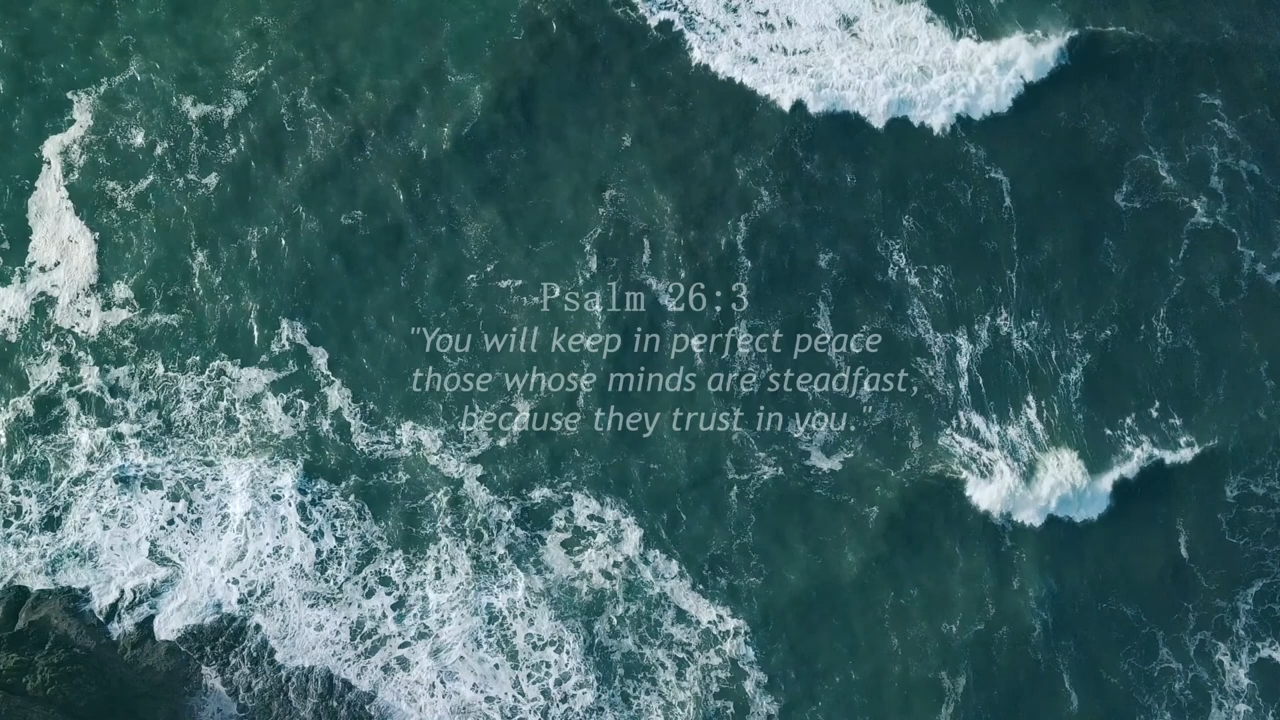 Psalm 26:3
"You will keep in perfect peace
those whose minds are steadfast,
because they trust in you."